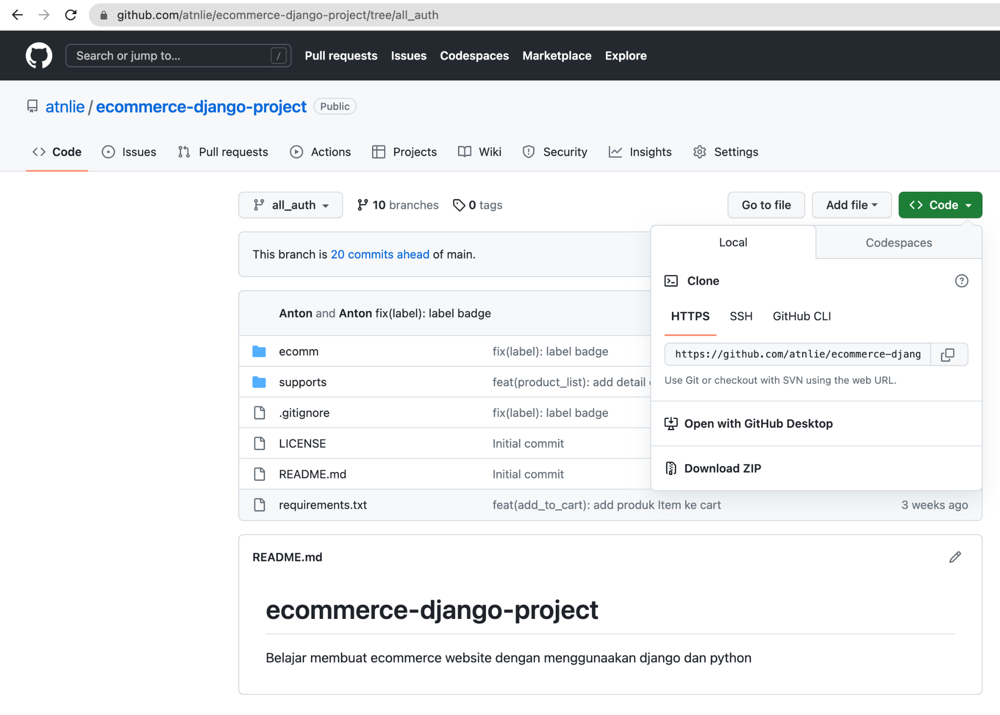 github.com/atnlie/ecommerce-django-project/tree/all_auth
Search or jump to... /
Pull requests Issues Codespaces Marketplace Explore
atnlie / ecommerce-django-project Public
Code Issues Pull requests Actions Projects Wiki Security Insights Settings
all_auth 10 branches 0 tags Go to file Add file Code
This branch is 20 commits ahead of main.
Local Codespaces
Clone
HTTPS SSH GitHub CLI
https://github.com/atnlie/ecommerce-djang
Use Git or checkout with SVN using the web URL.
Open with GitHub Desktop
Download ZIP
Anton and Anton fix(label): label badge
ecomm fix(label): label badge
supports feat(product_list): add detail
.gitignore fix(label): label badge
LICENSE Initial commit
README.md Initial commit
requirements.txt feat(add_to_cart): add produk Item ke cart 3 weeks ago
README.md
ecommerce-django-project
Belajar membuat ecommerce website dengan menggunaakan django dan python